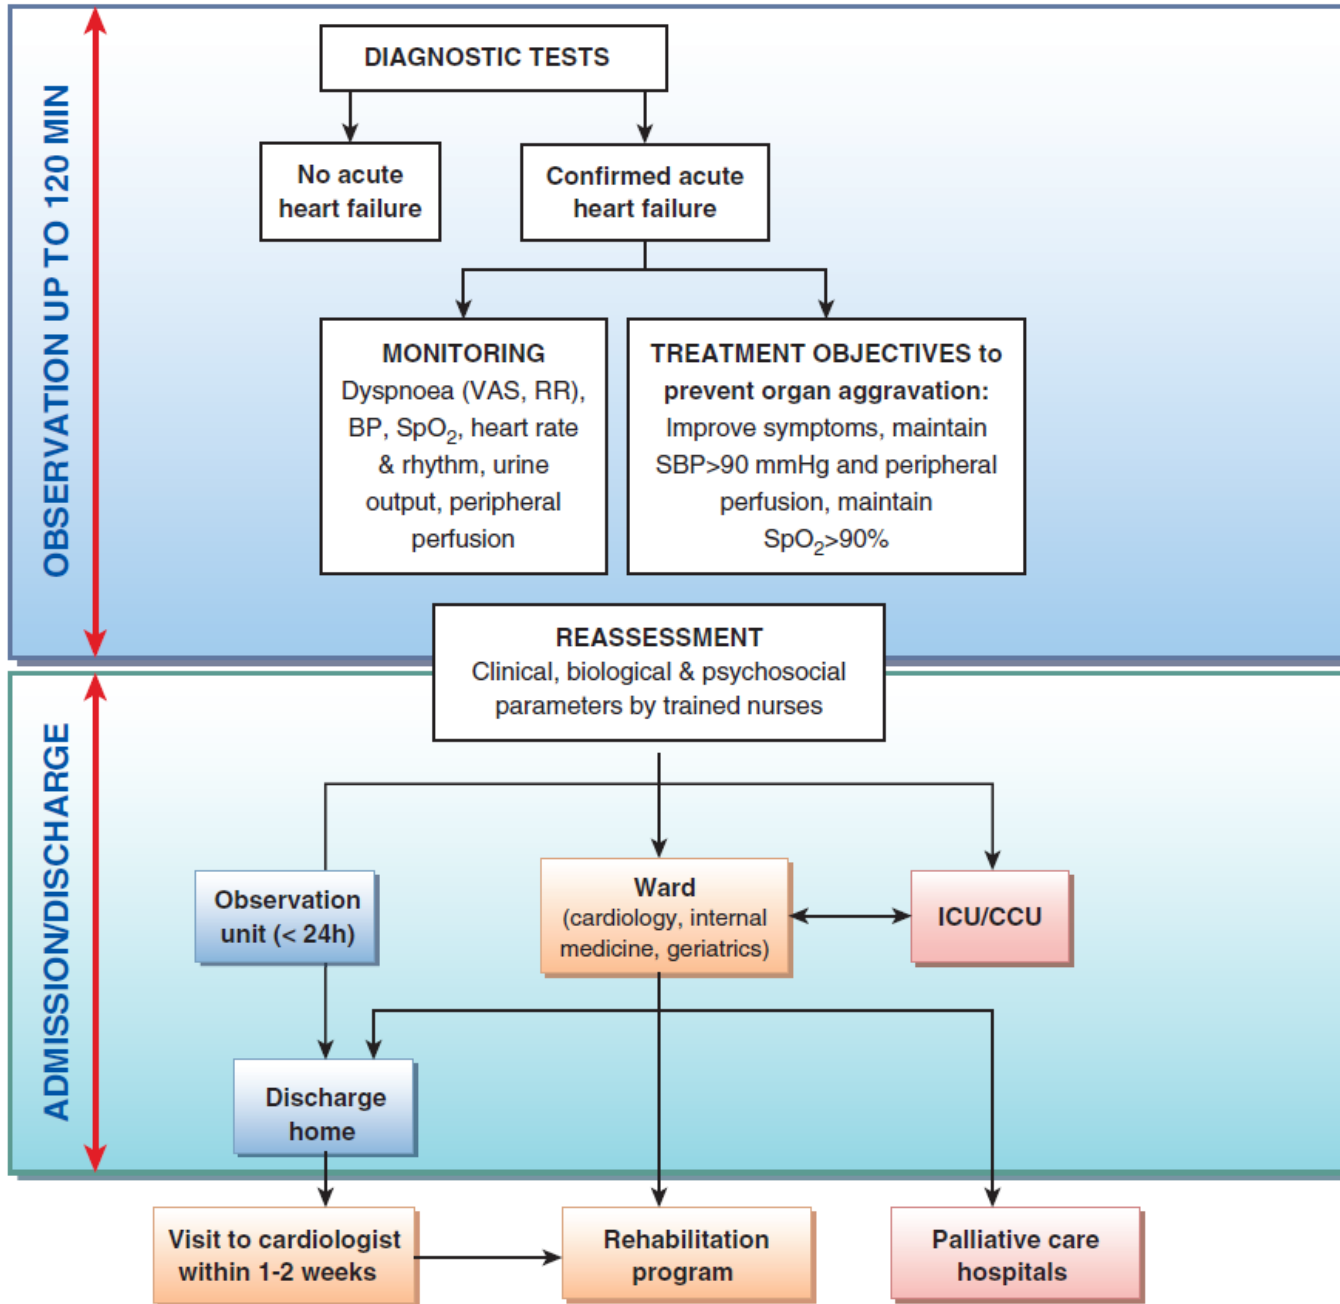 OBSERVATION UP TO 120 MIN
DIAGNOSTIC TESTS
No acute
heart failure
Confirmed acute
heart failure
MONITORING
Dyspnoea (VAS, RR),
BP, SpO₂, heart rate
& rhythm, urine
output, peripheral
perfusion
TREATMENT OBJECTIVES to
prevent organ aggravation:
Improve symptoms, maintain
SBP>90 mmHg and peripheral
perfusion, maintain
SpO₂>90%
REASSESSMENT
Clinical, biological & psychosocial
parameters by trained nurses
ADMISSION/DISCHARGE
Observation
unit (< 24h)
Ward
(cardiology, internal
medicine, geriatrics)
ICU/CCU
Discharge
home
Visit to cardiologist
within 1-2 weeks
Rehabilitation
program
Palliative care
hospitals